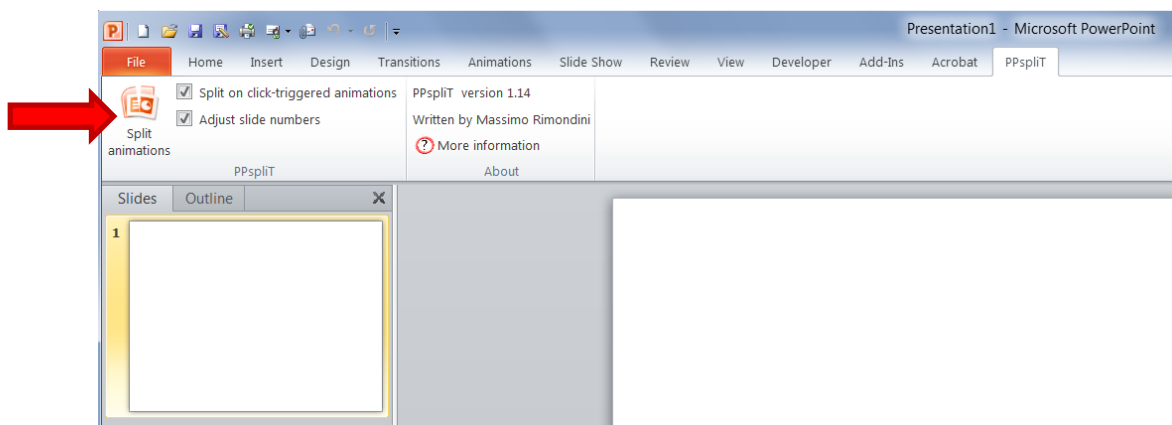 Presentation1 - Microsoft PowerPoint
File Home Insert Design Transitions Animations Slide Show Review View Developer Add-Ins Acrobat PPspliT
Split animations
Split on click-triggered animations
Adjust slide numbers
PPspliT
PPspliT version 1.14
Written by Massimo Rimondini
More information
About
Slides Outline
1